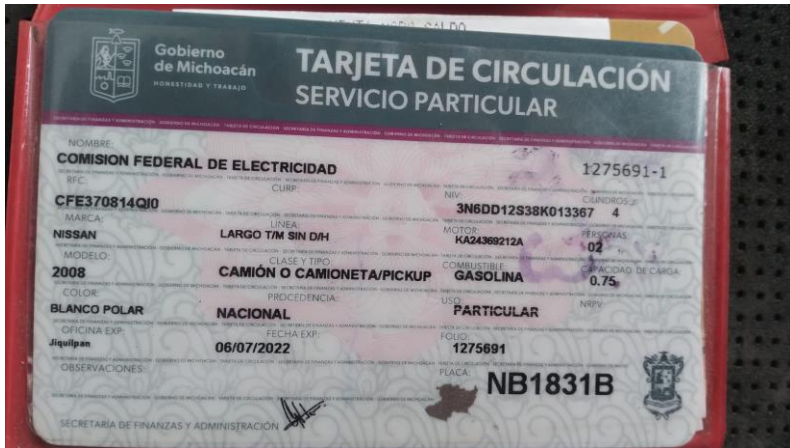 Gobierno
de Michoacán
HONESTIDAD Y TRABAJO
TARJETA DE CIRCULACIÓN
SERVICIO PARTICULAR
NOMBRE:
COMISION FEDERAL DE ELECTRICIDAD
1275691-1
RFC: CURP: NIV: CILINDROS:
CFE370814QI0 3N6DD12S38K013367 4
MARCA: LINEA: MOTOR: PERSONAS
NISSAN LARGO T/M SIN D/H KA24369212A 02
MODELO: CLASE Y TIPO: COMBUSTIBLE: CAPACIDAD DE CARGA
2008 CAMIÓN O CAMIONETA/PICKUP GASOLINA 0.75
COLOR: PROCEDENCIA: USO: NRPV:
BLANCO POLAR NACIONAL PARTICULAR
OFICINA EXP: FECHA EXP: FOLIO:
Jiquilpan 06/07/2022 1275691
OBSERVACIONES: PLACA:
NB1831B
SECRETARÍA DE FINANZAS Y ADMINISTRACIÓN